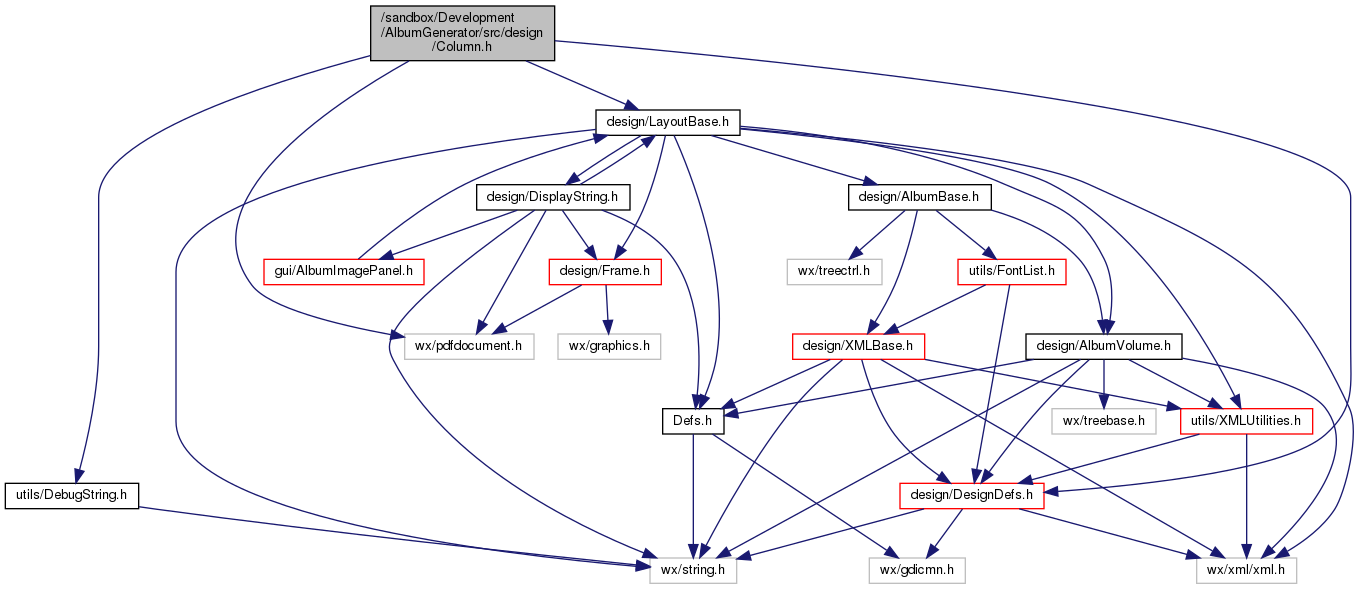 /sandbox/Development
/AlbumGenerator/src/design
/Column.h
design/LayoutBase.h
design/DisplayString.h
design/AlbumBase.h
gui/AlbumImagePanel.h
design/Frame.h
wx/treectrl.h
utils/FontList.h
wx/pdfdocument.h
wx/graphics.h
design/XMLBase.h
design/AlbumVolume.h
Defs.h
wx/treebase.h
utils/XMLUtilities.h
utils/DebugString.h
design/DesignDefs.h
wx/string.h
wx/gdicmn.h
wx/xml/xml.h